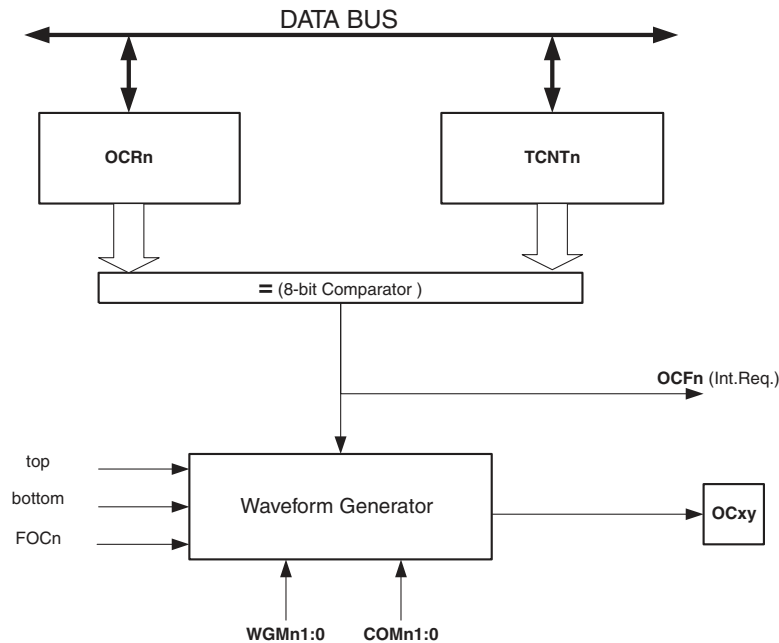 DATA BUS
OCRn
TCNTn
= (8-bit Comparator )
OCFn (Int.Req.)
top
bottom
FOCn
Waveform Generator
OCxy
WGMn1:0
COMn1:0